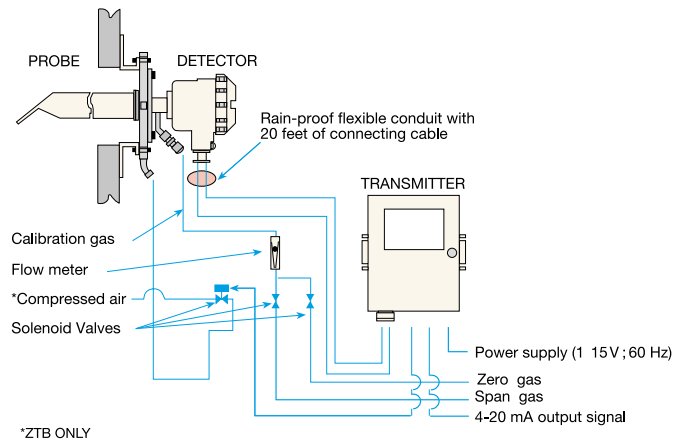 PROBE
DETECTOR
Rain-proof flexible conduit with
20 feet of connecting cable
TRANSMITTER
Calibration gas
Flow meter
*Compressed air
Solenoid Valves
Power supply (1 15V; 60 Hz)
Zero gas
Span gas
4-20 mA output signal
*ZTB ONLY